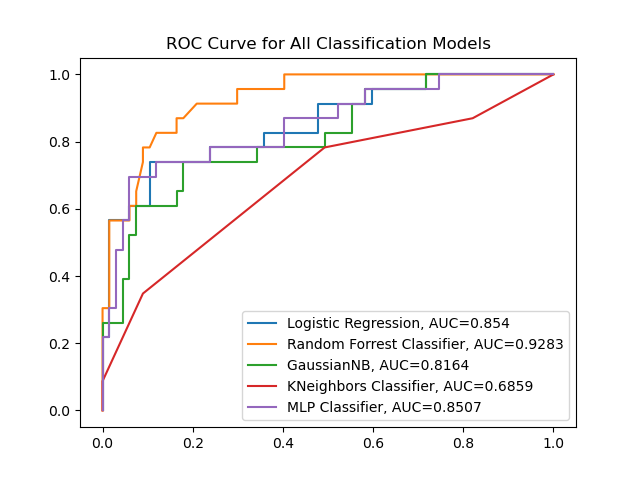 ROC Curve for All Classification Models
1.0
0.8
0.6
0.4
0.2
0.0
Logistic Regression, AUC=0.854
Random Forrest Classifier, AUC=0.9283
GaussianNB, AUC=0.8164
KNeighbors Classifier, AUC=0.6859
MLP Classifier, AUC=0.8507
0.0 0.2 0.4 0.6 0.8 1.0